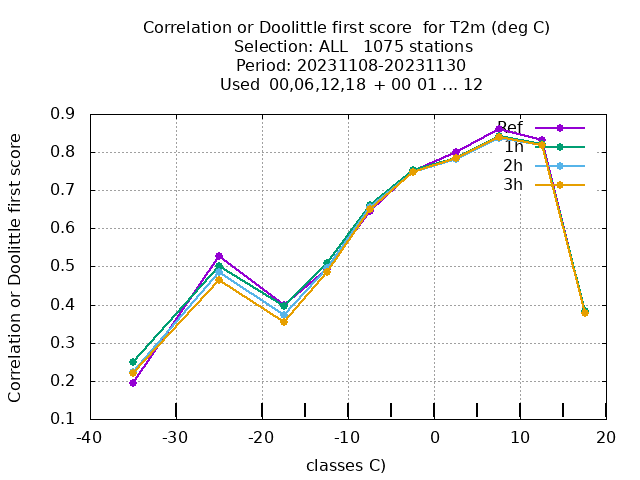 Correlation or Doolittle first score  for T2m (deg C)
Selection: ALL   1075 stations
Period: 20231108-20231130
Used  00,06,12,18  + 00 01 ... 12
Correlation or Doolittle first score
0.9
0.8
0.7
0.6
0.5
0.4
0.3
0.2
0.1
Ref
1h
2h
3h
-40
-30
-20
-10
0
10
20
classes C)